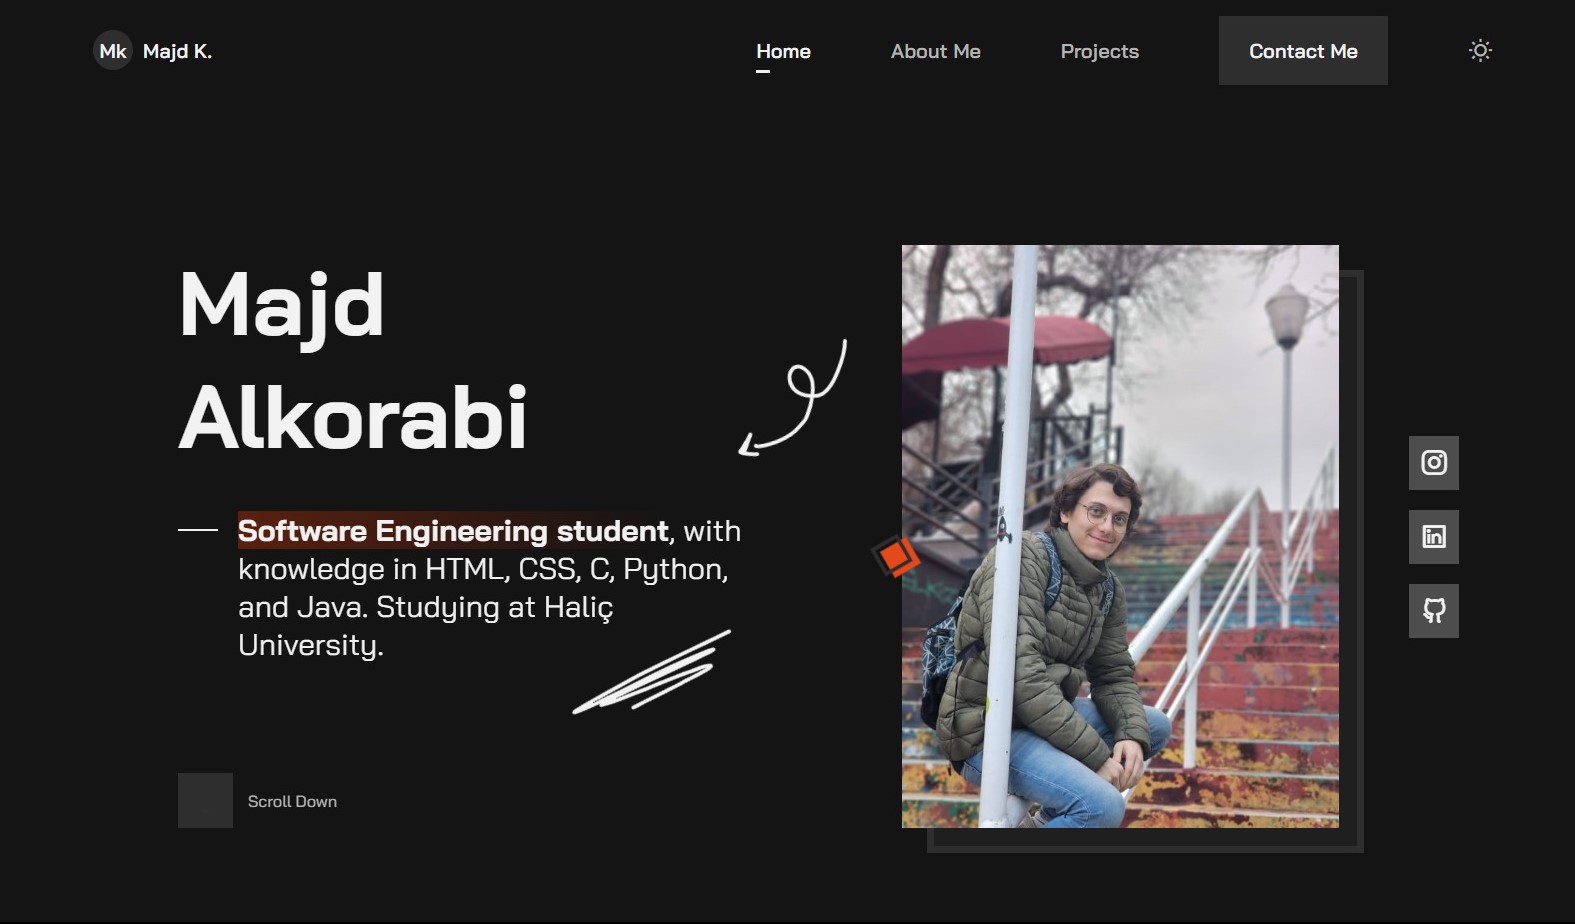 Mk Majd K.
Home
About Me
Projects
Contact Me
Majd
Alkorabi
Software Engineering student, with
knowledge in HTML, CSS, C, Python,
and Java. Studying at Haliç
University.
Scroll Down
in